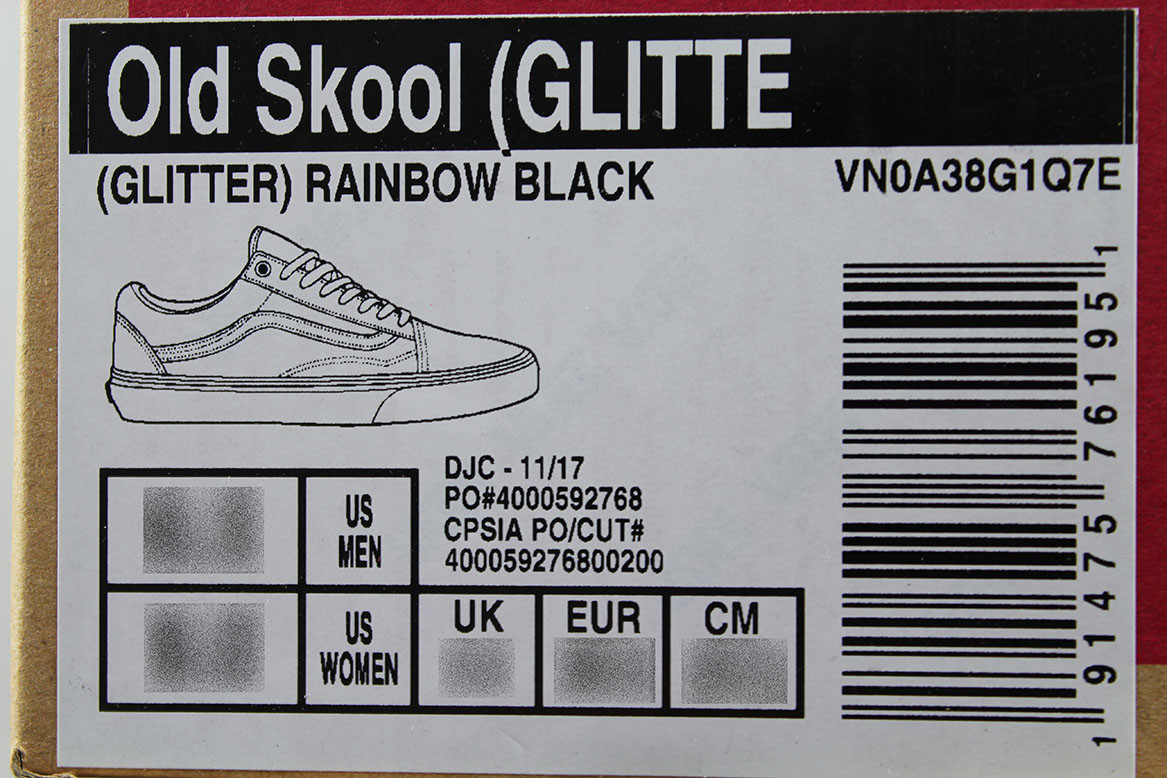 Old Skool (GLITTE
(GLITTER) RAINBOW BLACK
VN0A38G1Q7E
DJC - 11/17
PO#4000592768
CPSIA PO/CUT#
400059276800200
US
MEN
US
WOMEN
UK
EUR
CM
1 91475 76195 1